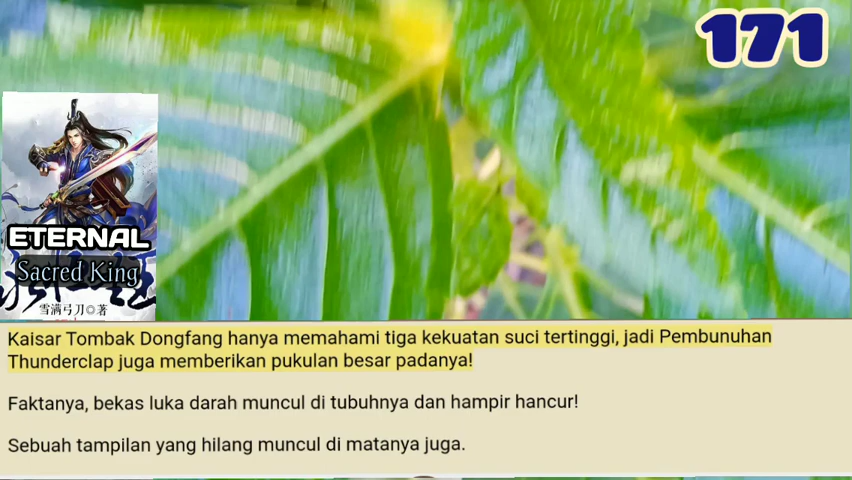 171
ETERNAL
Sacred King
雪满弓刀◎著
Kaisar Tombak Dongfang hanya memahami tiga kekuatan suci tertinggi, jadi Pembunuhan
Thunderclap juga memberikan pukulan besar padanya!
Faktanya, bekas luka darah muncul di tubuhnya dan hampir hancur!
Sebuah tampilan yang hilang muncul di matanya juga.